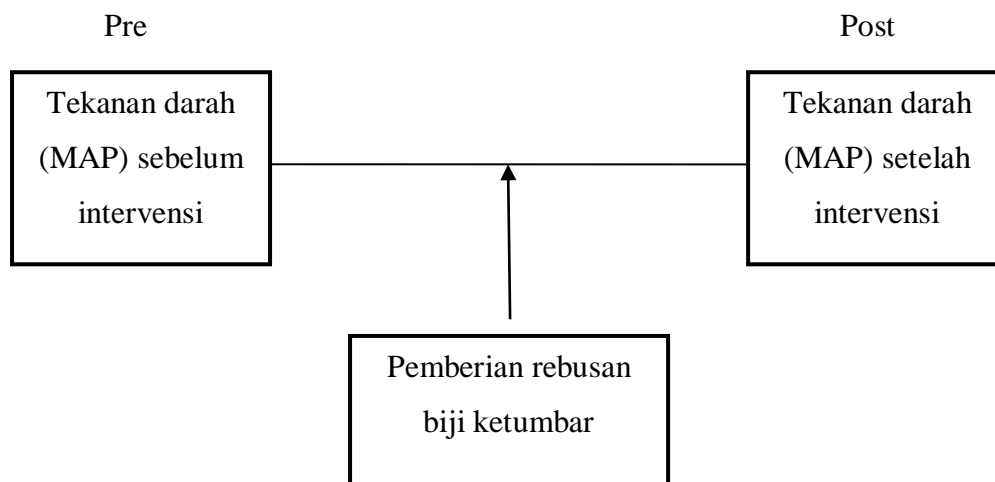 Pre
Post
Tekanan darah
(MAP) sebelum
intervensi
Tekanan darah
(MAP) setelah
intervensi
Pemberian rebusan
biji ketumbar